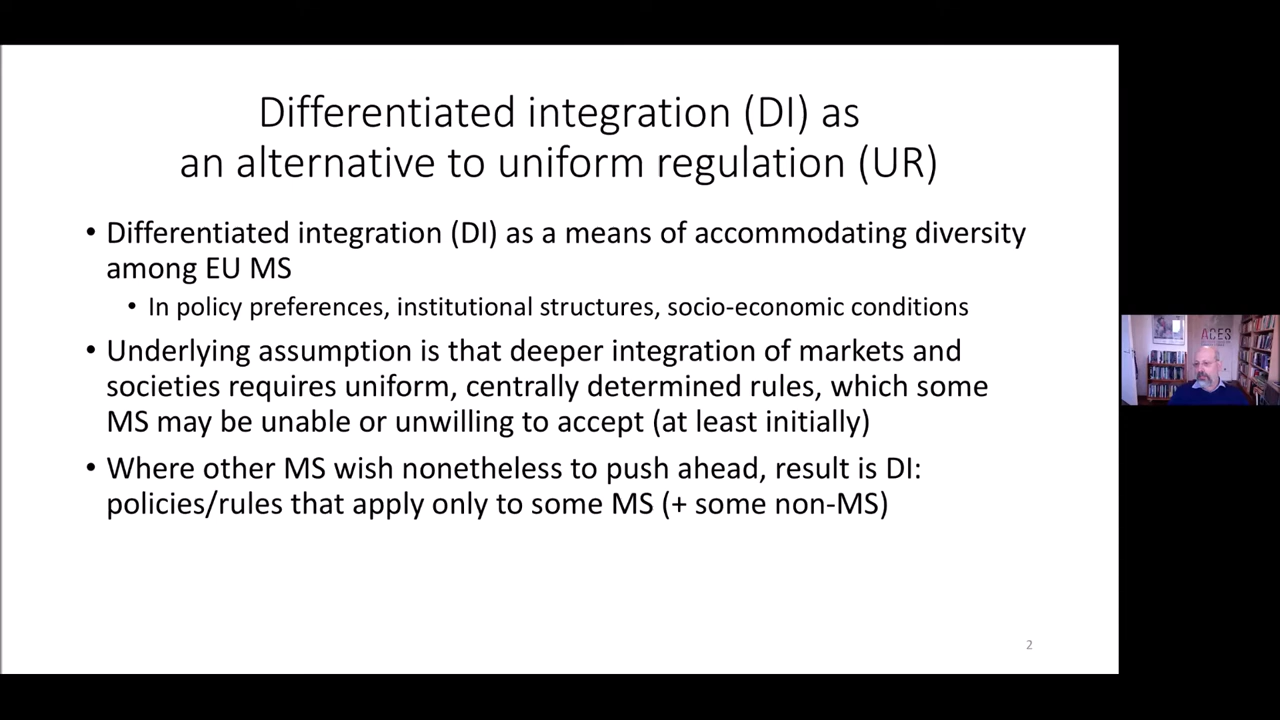 Differentiated integration (DI) as
an alternative to uniform regulation (UR)
• Differentiated integration (DI) as a means of accommodating diversity
among EU MS
• In policy preferences, institutional structures, socio-economic conditions
• Underlying assumption is that deeper integration of markets and
societies requires uniform, centrally determined rules, which some
MS may be unable or unwilling to accept (at least initially)
• Where other MS wish nonetheless to push ahead, result is DI:
policies/rules that apply only to some MS (+ some non-MS)
ACES
2